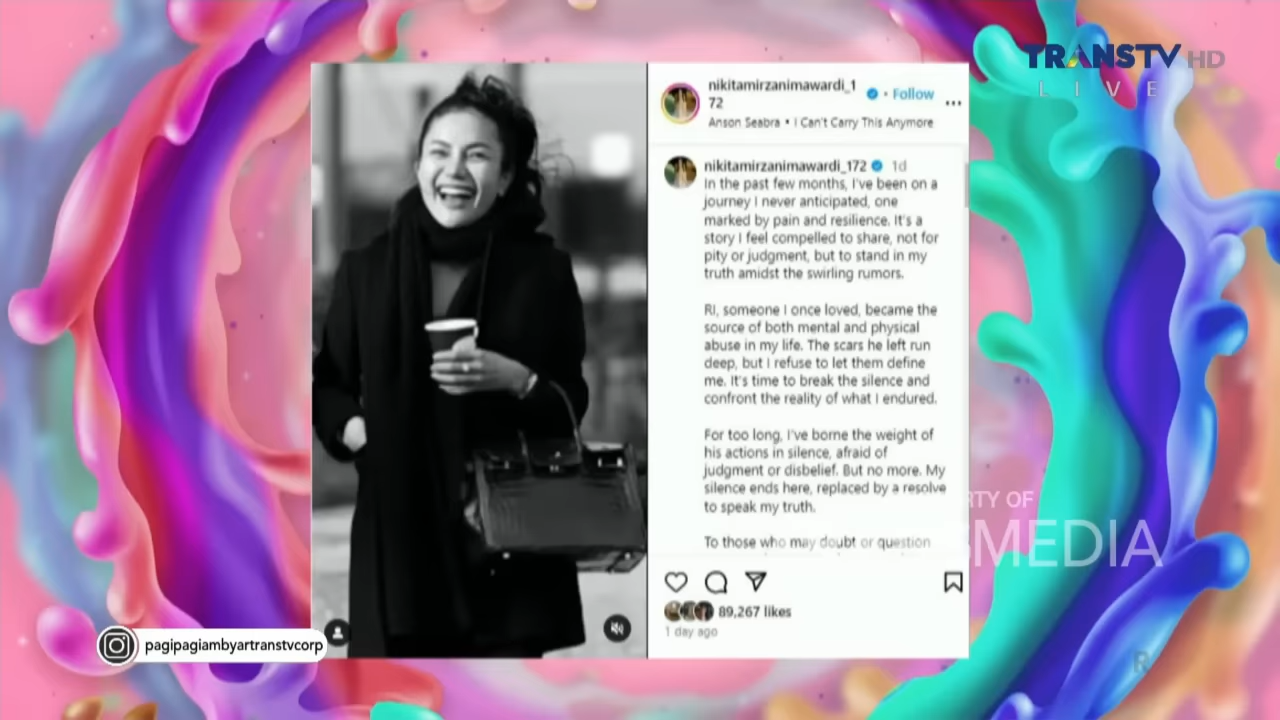 TRANSTV HD
LIVE
nikitamirzanimawardi_1
72
• Follow
Anson Seabra • I Can't Carry This Anymore
nikitamirzanimawardi_172 1d
In the past few months, I've been on a
journey I never anticipated, one
marked by pain and resilience. It's a
story I feel compelled to share, not for
pity or judgment, but to stand in my
truth amidst the swirling rumors.
RI, someone I once loved, became the
source of both mental and physical
abuse in my life. The scars he left run
deep, but I refuse to let them define
me. It's time to break the silence and
confront the reality of what I endured.
For too long, I've borne the weight of
his actions in silence, afraid of
judgment or disbelief. But no more. My
silence ends here, replaced by a resolve
to speak my truth.
To those who may doubt or question
RTY OF
SMEDIA
89,267 likes
1 day ago
pagipagiambyartranstvcorp